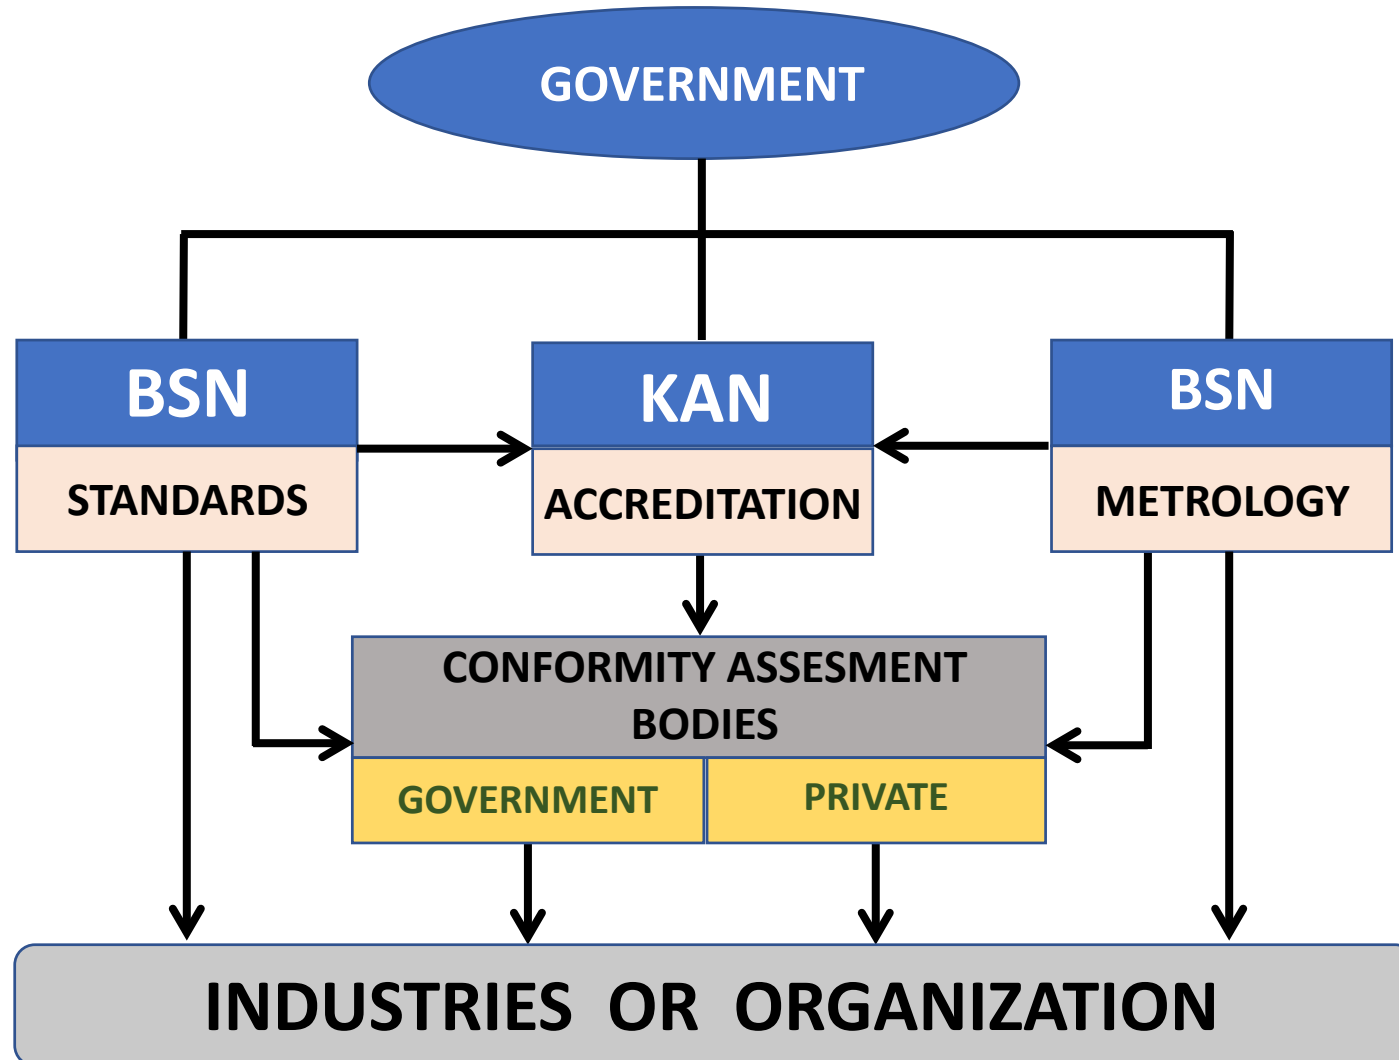 GOVERNMENT
BSN
KAN
BSN
STANDARDS
ACCREDITATION
METROLOGY
CONFORMITY ASSESMENT
BODIES
GOVERNMENT
PRIVATE
INDUSTRIES OR ORGANIZATION